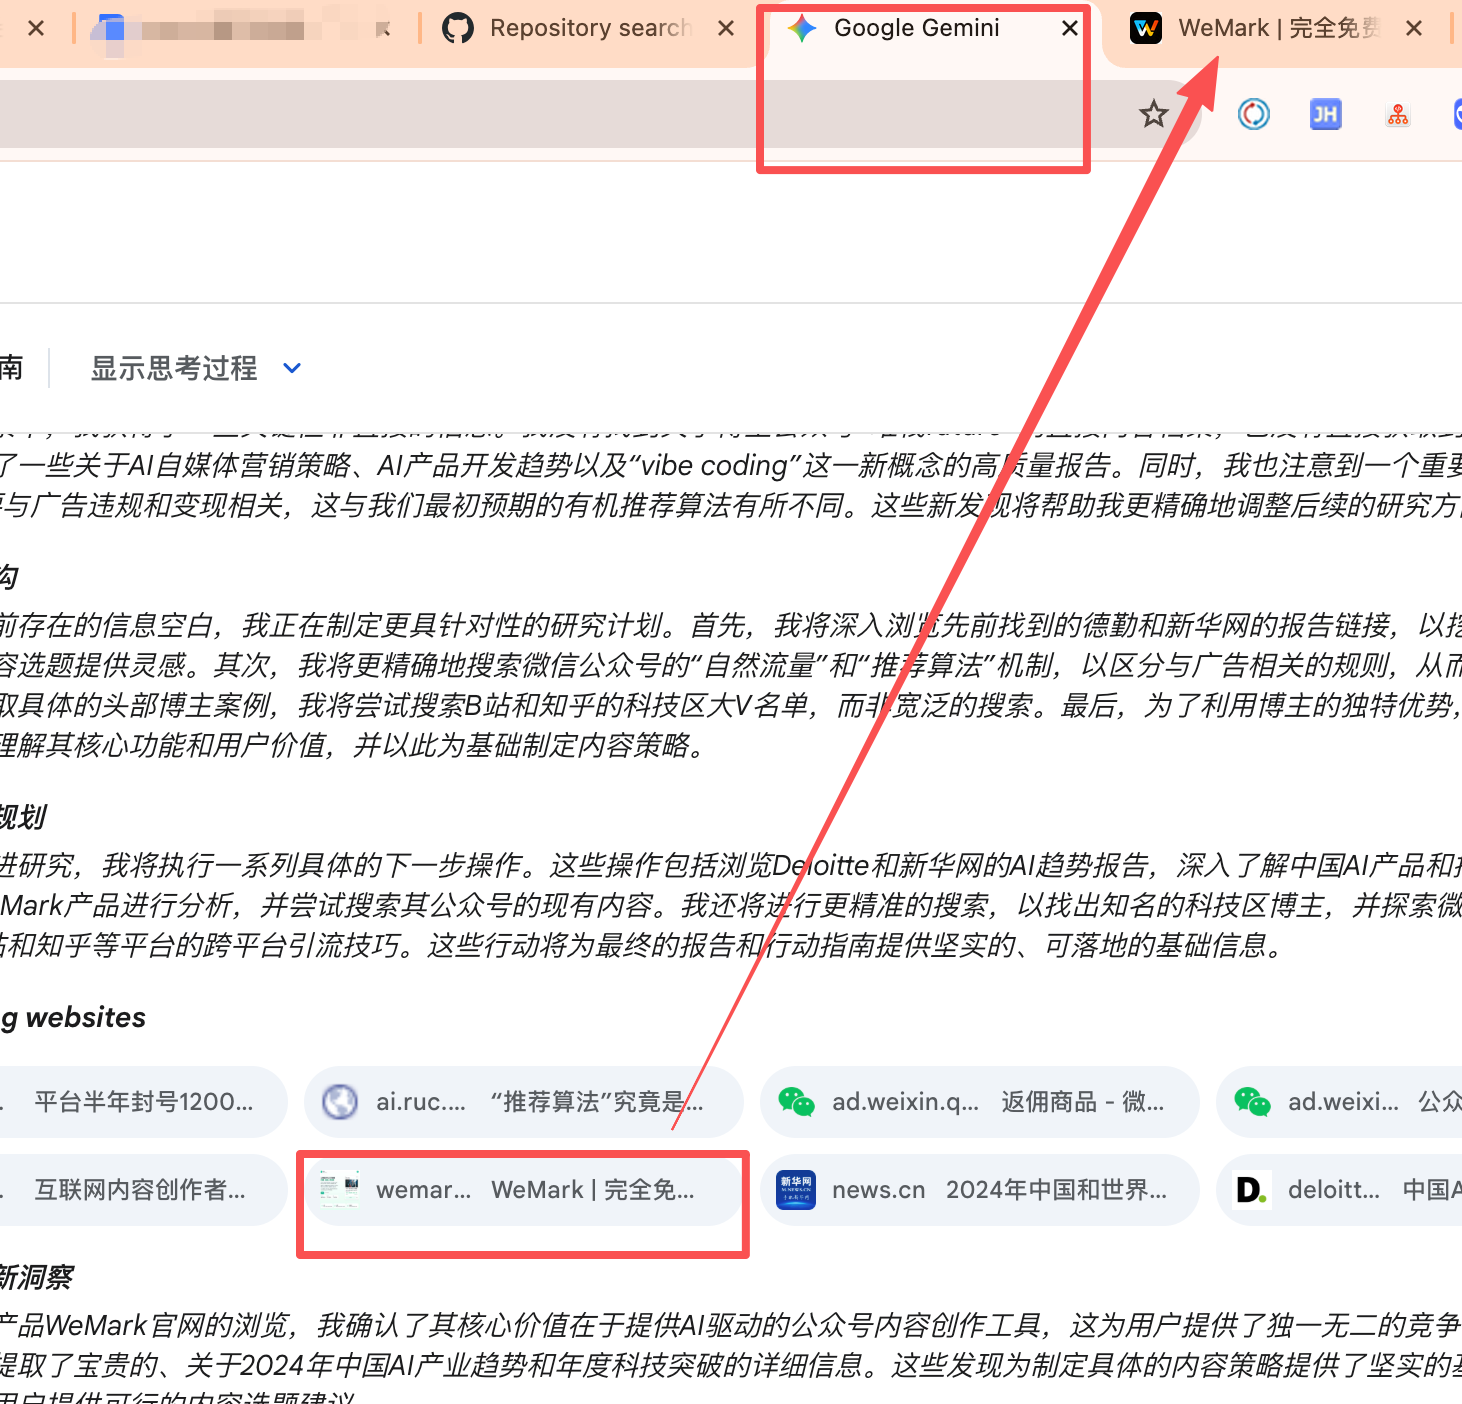 Repository search
Google Gemini
WeMark | 完全免费
JH
南
显示思考过程
了一些关于AI自媒体营销策略、AI产品开发趋势以及“vibe coding”这一新概念的高质量报告。同时，我也注意到一个重要
与广告违规和变现相关，这与我们最初预期的有机推荐算法有所不同。这些新发现将帮助我更精确地调整后续的研究方
构
前存在的信息空白，我正在制定更具针对性的研究计划。首先，我将深入浏览先前找到的德勤和新华网的报告链接，以挖
容选题提供灵感。其次，我将更精确地搜索微信公众号的“自然流量”和“推荐算法”机制，以区分与广告相关的规则，从而
取具体的头部博主案例，我将尝试搜索B站和知乎的科技区大V名单，而非宽泛的搜索。最后，为了利用博主的独特优势，
理解其核心功能和用户价值，并以此为基础制定内容策略。
规划
进研究，我将执行一系列具体的下一步操作。这些操作包括浏览Deloitte和新华网的AI趋势报告，深入了解中国AI产品和
Mark产品进行分析，并尝试搜索其公众号的现有内容。我还将进行更精准的搜索，以找出知名的科技区博主，并探索微
站和知乎等平台的跨平台引流技巧。这些行动将为最终的报告和行动指南提供坚实的、可落地的基础信息。
g websites
. 平台半年封号1200...
ai.ruc.... “推荐算法”究竟是...
ad.weixin.q... 返佣商品 - 微...
ad.weixi... 公众
. 互联网内容创作者...
wemar... WeMark | 完全免...
新华网
news.cn 2024年中国和世界...
D.
deloitt... 中国A
新洞察
产品WeMark官网的浏览，我确认了其核心价值在于提供AI驱动的公众号内容创作工具，这为用户提供了独一无二的竞争
提取了宝贵的、关于2024年中国AI产业趋势和年度科技突破的详细信息。这些发现为制定具体的内容策略提供了坚实的基
用户提供可行的内容选题建议